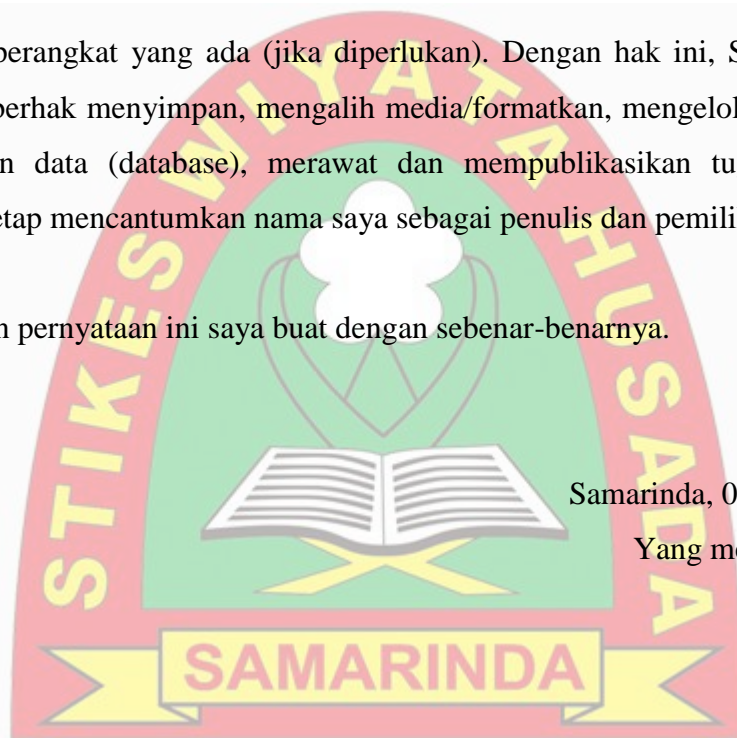 perangkat yang ada (jika diperlukan). Dengan hak ini, S
berhak menyimpan, mengalih media/formatkan, mengelol
n data (database), merawat dan mempublikasikan tu
etap mencantumkan nama saya sebagai penulis dan pemili
n pernyataan ini saya buat dengan sebenar-benarnya.
Samarinda, 0
Yang me
STIKES WIYATA HUSADA
SAMARINDA